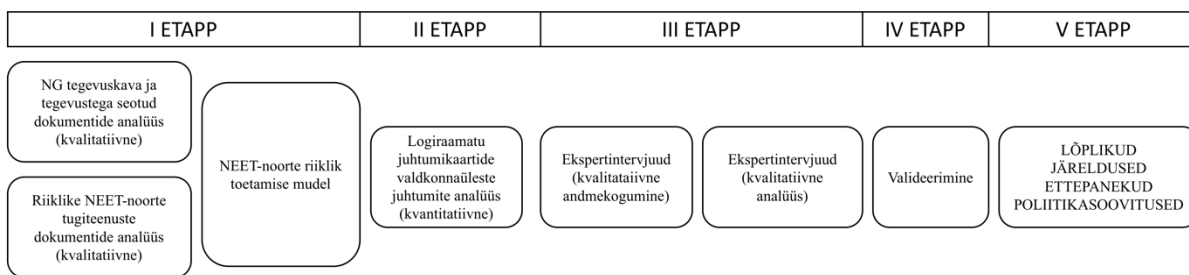 I ETAPP
II ETAPP
III ETAPP
IV ETAPP
V ETAPP
NG tegevuskava ja
tegevustega seotud
dokumentide analüüs
(kvalitatiivne)
Riiklike NEET-noorte
tugiteenuste
dokumentide analüüs
(kvalitatiivne)
NEET-noorte riiklik
toetamise mudel
Logiraamatu
juhtumikaartide
valdkonnaüleste
juhtumite analüüs
(kvantitatiivne)
Ekspertintervjuud
(kvalitataiivne
andmekogumine)
Ekspertintervjuud
(kvalitatiivne
analüüs)
Valideerimine
LÕPLIKUD
JÄRELDUSED
ETTEPANEKUD
POLIITIKASOOVITUSED